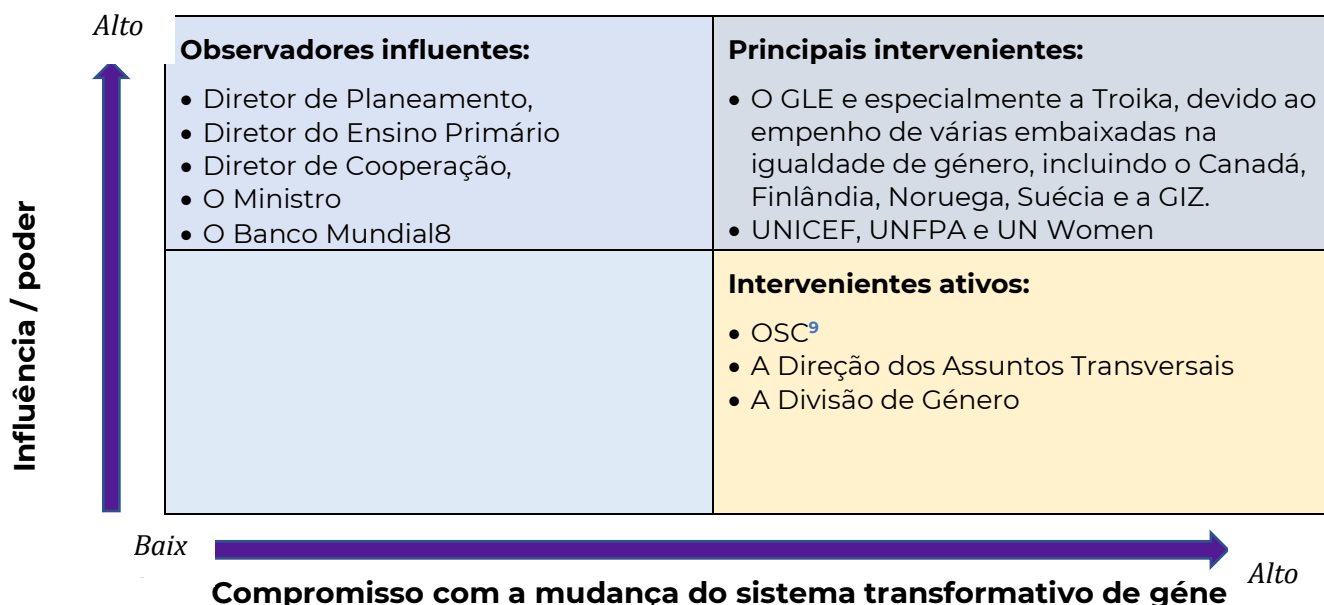 Alto
Observadores influentes:
• Diretor de Planeamento,
• Diretor do Ensino Primário
• Diretor de Cooperação,
• O Ministro
• O Banco Mundial8
Principais intervenientes:
• O GLE e especialmente a Troika, devido ao
empenho de várias embaixadas na
igualdade de género, incluindo o Canadá,
Finlândia, Noruega, Suécia e a GIZ.
• UNICEF, UNFPA e UN Women
Influência / poder
Intervenientes ativos:
• OSC9
• A Direção dos Assuntos Transversais
• A Divisão de Género
Baix
Alto
Compromisso com a mudança do sistema transformativo de géne